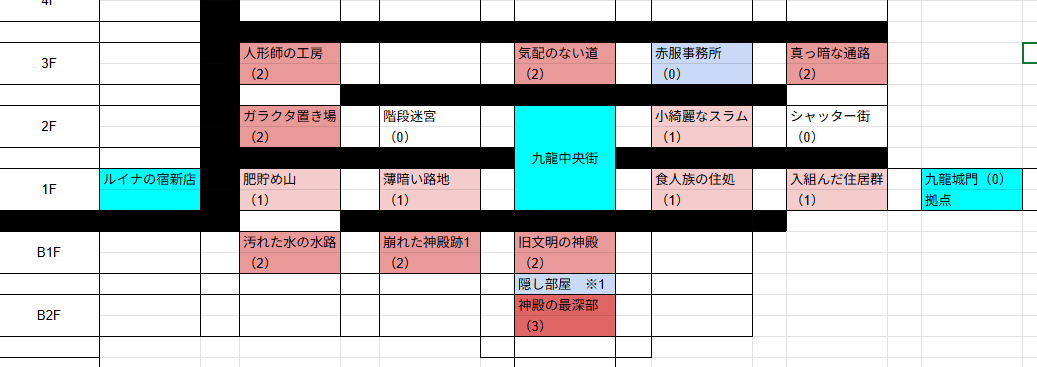 4F
3F
人形師の工房
（2）
気配のない道
（2）
赤服事務所
（0）
真っ暗な通路
（2）
2F
ガラクタ置き場
（2）
階段迷宮
（0）
九龍中央街
小綺麗なスラム
（1）
シャッター街
（0）
1F
ルイナの宿新店
肥貯め山
（1）
薄暗い路地
（1）
食人族の住処
（1）
入組んだ住居群
（1）
九龍城門（0）
拠点
B1F
汚れた水の水路
（2）
崩れた神殿跡1
（2）
旧文明の神殿
（2）
隠し部屋　※1
B2F
神殿の最深部
（3）